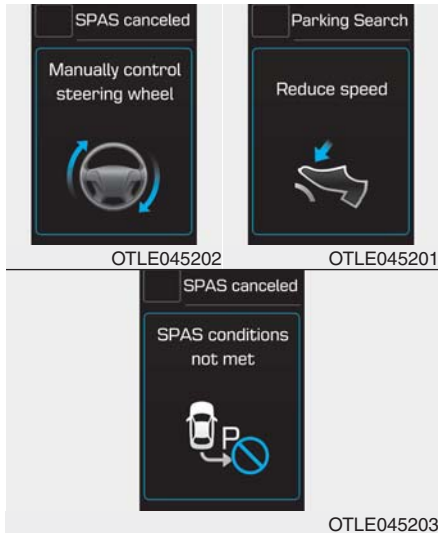 SPAS canceled
Manually control
steering wheel
OTLE045202
Parking Search
Reduce speed
OTLE045201
SPAS canceled
SPAS conditions
not met
P
OTLE045203